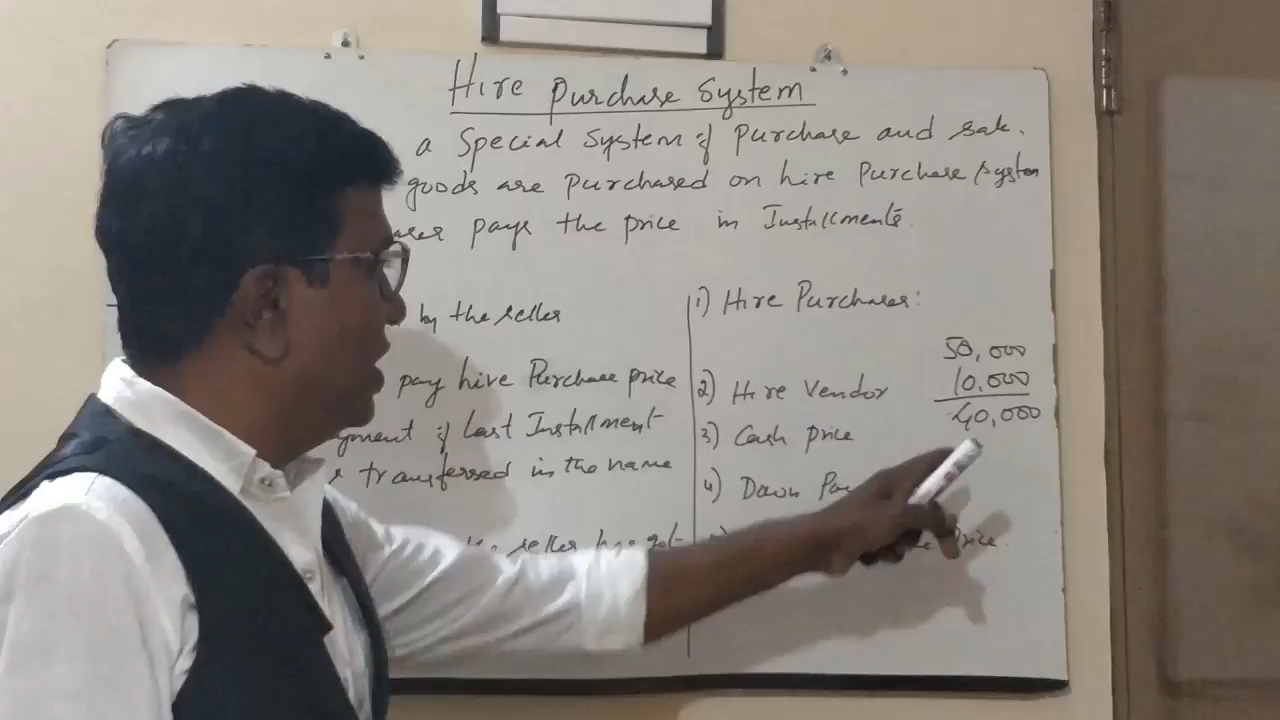 Hire Purchase System
a Special System of Purchase and sale.
goods are Purchased on hire Purchase System
pays the price in Installments.
by the seller
pay hire Purchase price
of Last Installment
transferred in the name
seller has got
1) Hire Purchaser:
50,000
2) Hire Vendor 10,000
40,000
3) Cash price
4) Down
Price.